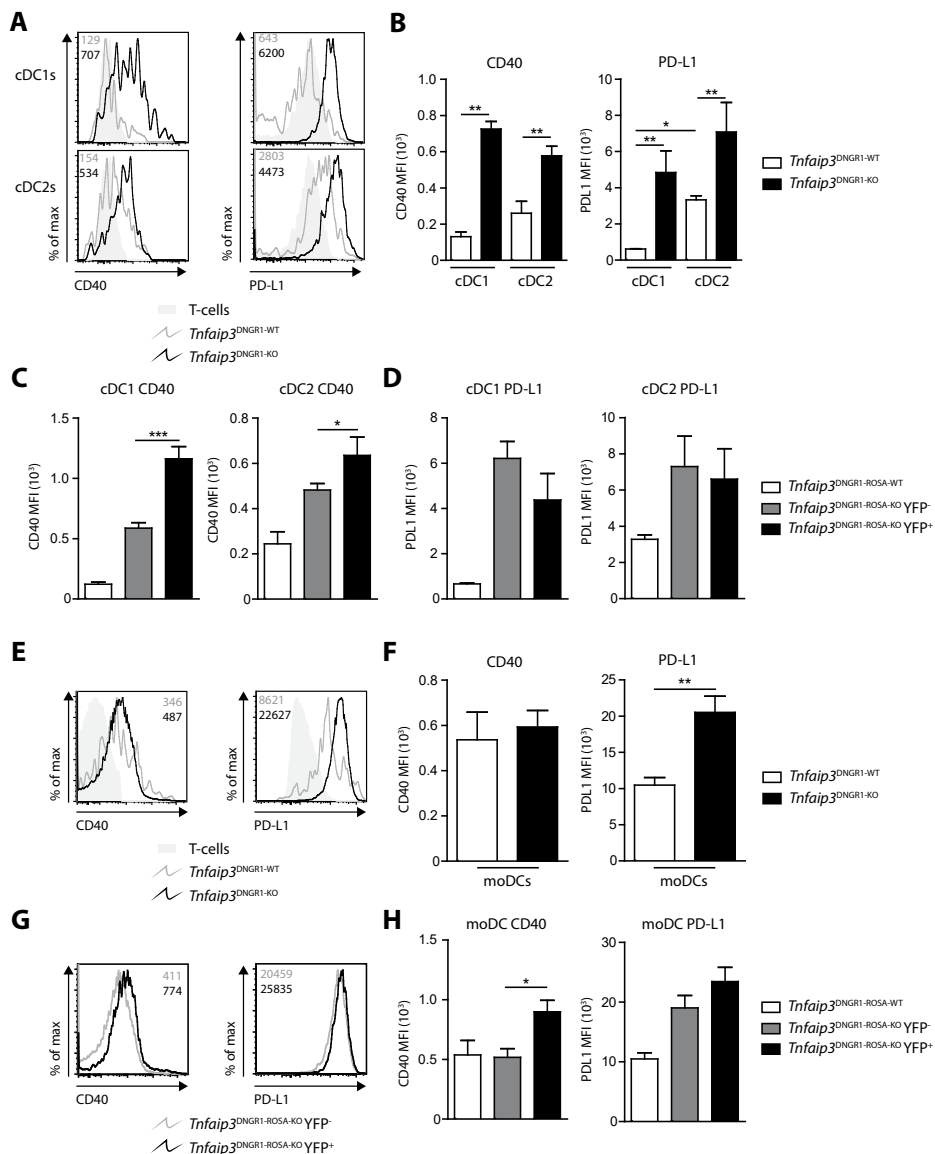 A
cDC1s
129
707
643
6200
cDC2s
154
534
2803
4473
% of max
CD40
PD-L1
T-cells
Tnfaip3DNGR1-WT
Tnfaip3DNGR1-KO
B
CD40
CD40 MFI (10³)
1.0
0.8
0.6
0.4
0.2
0
**
**
cDC1
cDC2
PD-L1
PDL1 MFI (10³)
10
8
6
4
2
0
*
**
**
cDC1
cDC2
Tnfaip3DNGR1-WT
Tnfaip3DNGR1-KO
C
cDC1 CD40
CD40 MFI (10³)
1.5
1.0
0.5
0
***
cDC2 CD40
CD40 MFI (10³)
0.8
0.6
0.4
0.2
0
*
D
cDC1 PD-L1
PDL1 MFI (10³)
8
6
4
2
0
cDC2 PD-L1
PDL1 MFI (10³)
10
8
6
4
2
0
Tnfaip3DNGR1-ROSA-WT
Tnfaip3DNGR1-ROSA-KO YFP-
Tnfaip3DNGR1-ROSA-KO YFP+
E
% of max
346
487
CD40
% of max
8621
22627
PD-L1
T-cells
Tnfaip3DNGR1-WT
Tnfaip3DNGR1-KO
F
CD40
CD40 MFI (10³)
0.8
0.6
0.4
0.2
0
moDCs
PD-L1
PDL1 MFI (10³)
25
20
15
10
5
0
**
moDCs
Tnfaip3DNGR1-WT
Tnfaip3DNGR1-KO
G
% of max
411
774
CD40
% of max
20459
25835
PD-L1
Tnfaip3DNGR1-ROSA-KO YFP-
Tnfaip3DNGR1-ROSA-KO YFP+
H
moDC CD40
CD40 MFI (10³)
1.5
1.0
0.5
0
*
moDC PD-L1
PDL1 MFI (10³)
30
20
10
0
Tnfaip3DNGR1-ROSA-WT
Tnfaip3DNGR1-ROSA-KO YFP-
Tnfaip3DNGR1-ROSA-KO YFP+